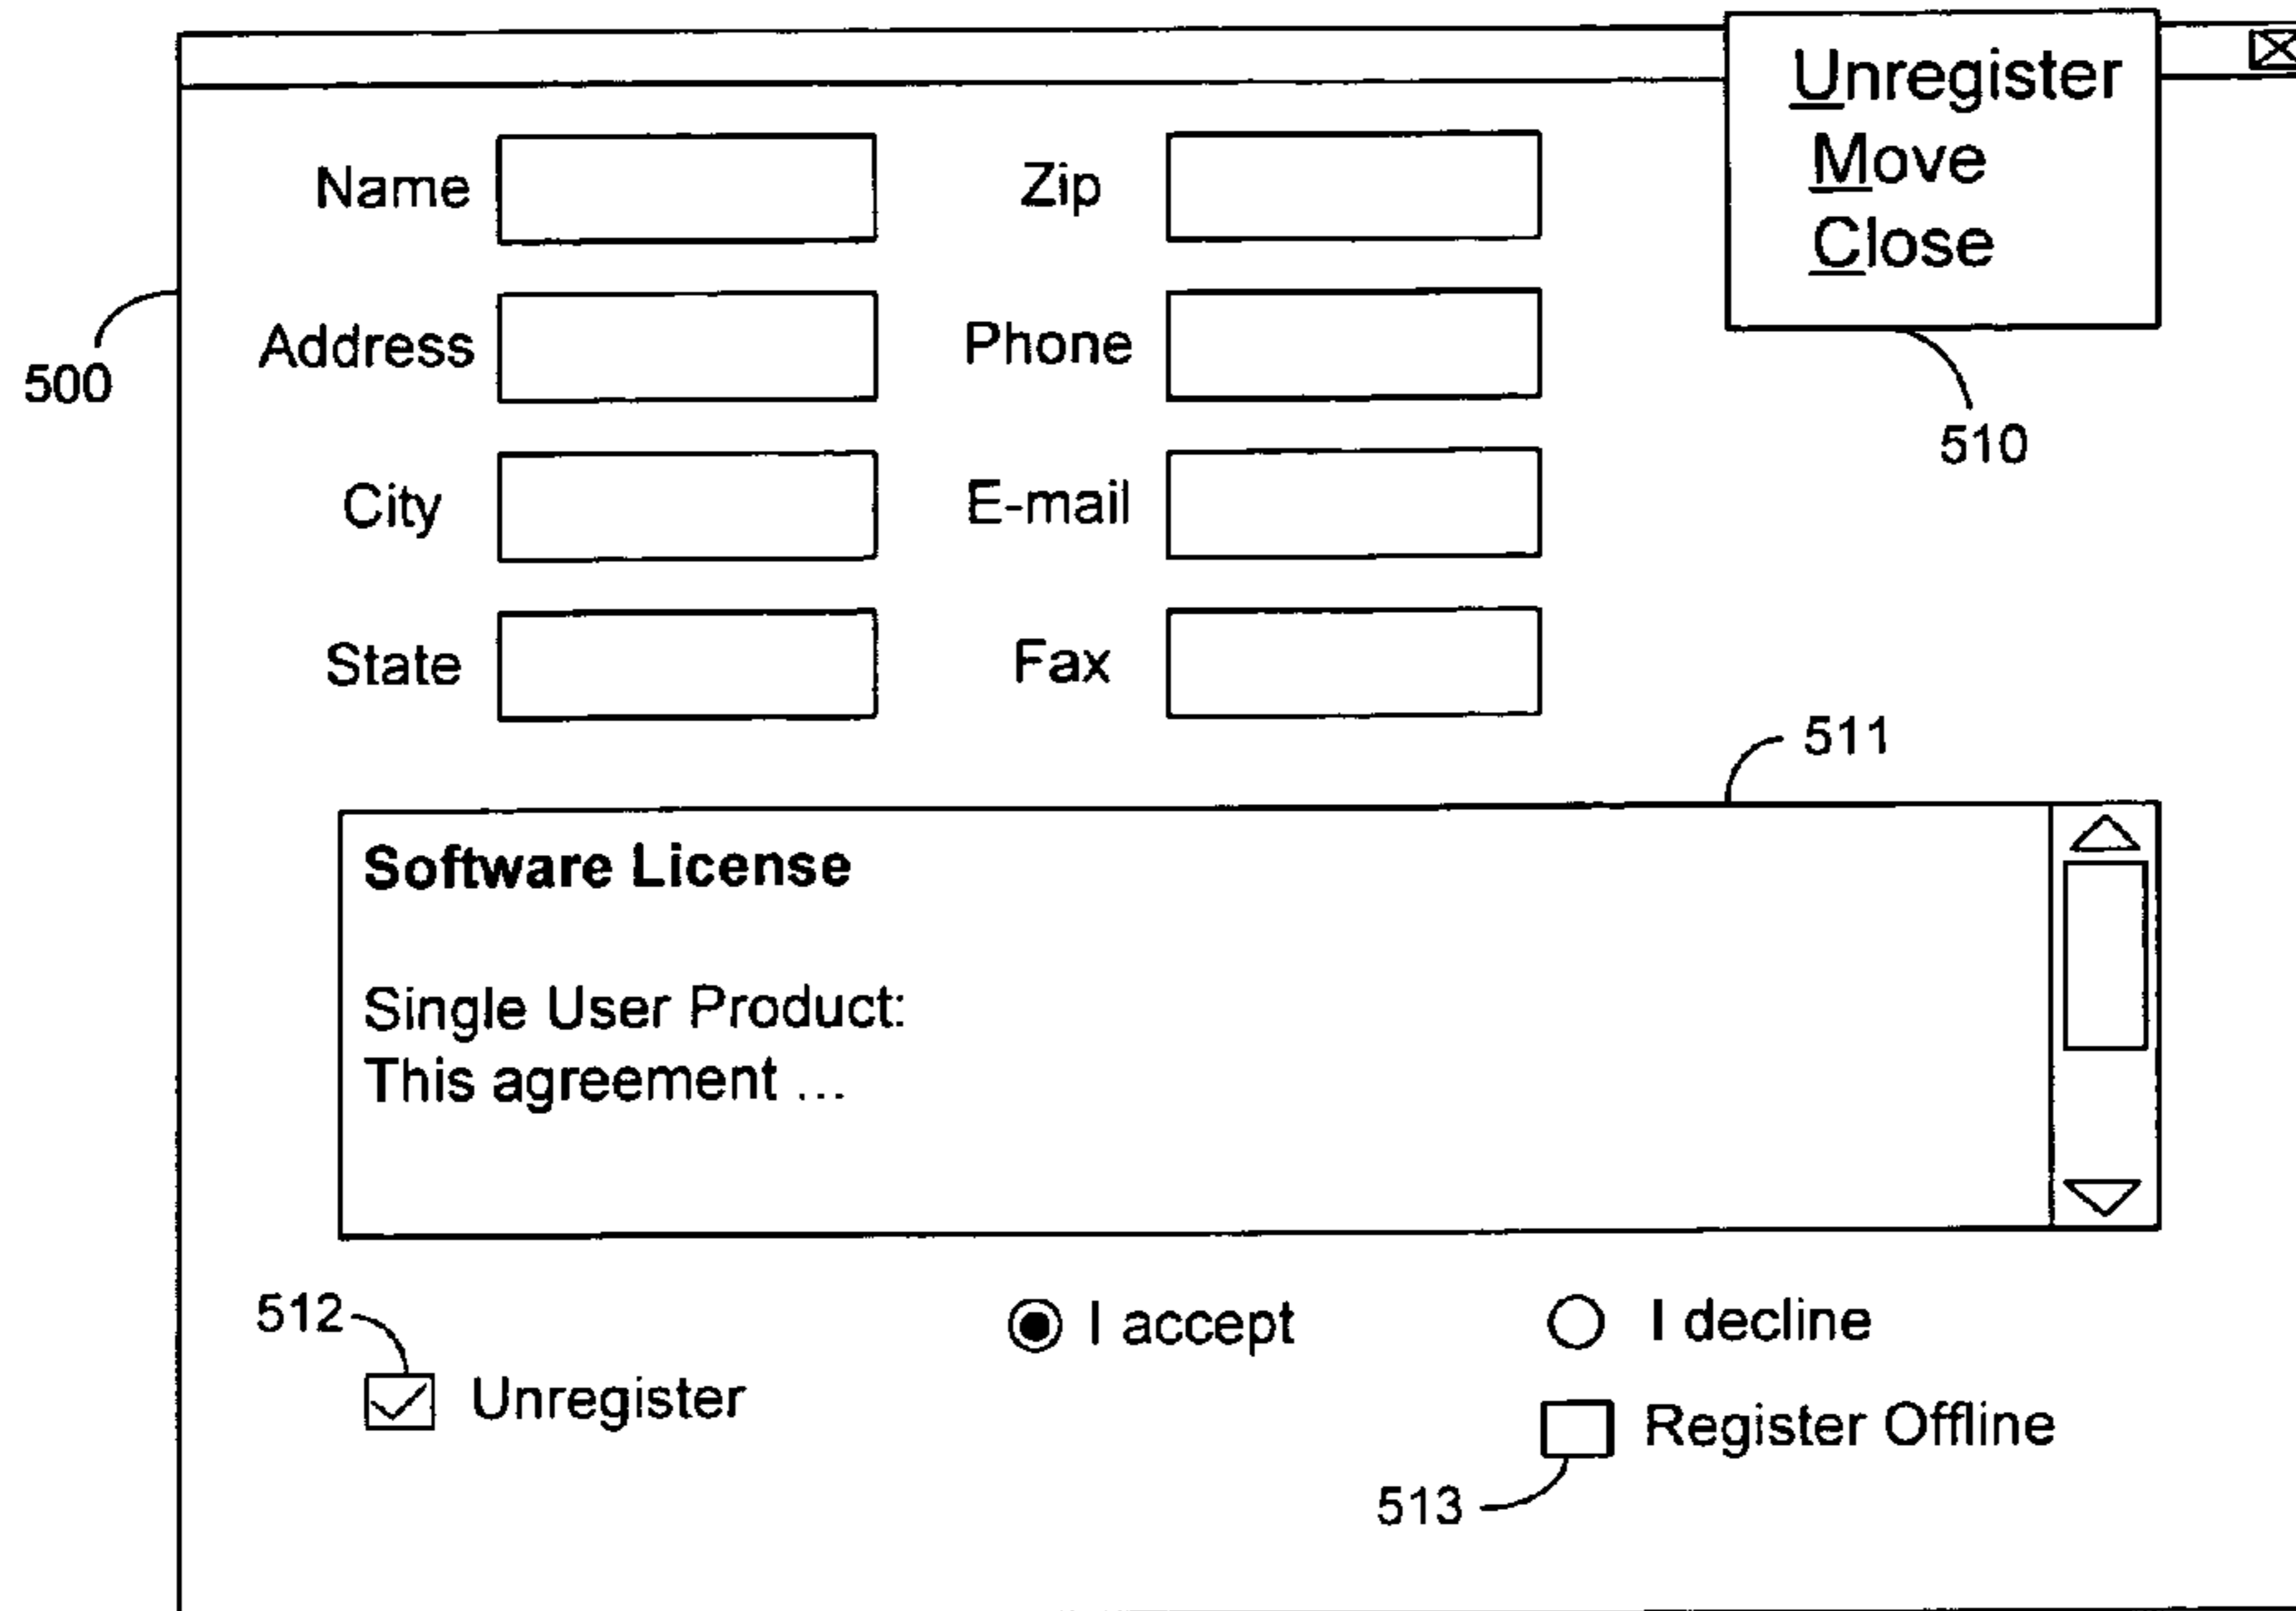 Unregister
Move
Close
Name
Zip
500
Address
Phone
510
City
E-mail
State
Fax
511
Software License
Single User Product:
This agreement ...
512
I accept
I decline
Unregister
Register Offline
513